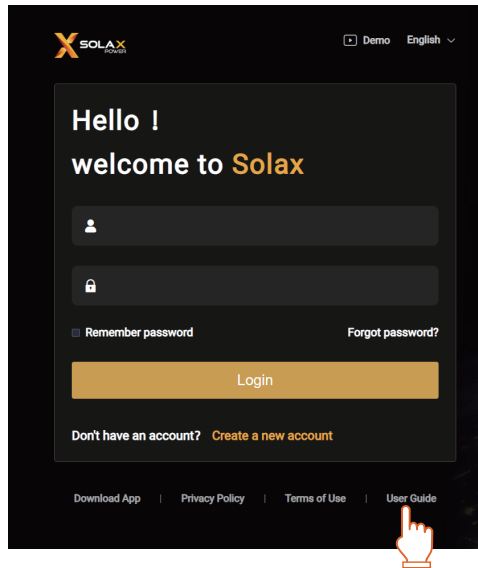 SOLAX
POWER
Demo English
Hello !
welcome to Solax
Remember password Forgot password?
Login
Don't have an account? Create a new account
Download App | Privacy Policy | Terms of Use | User Guide